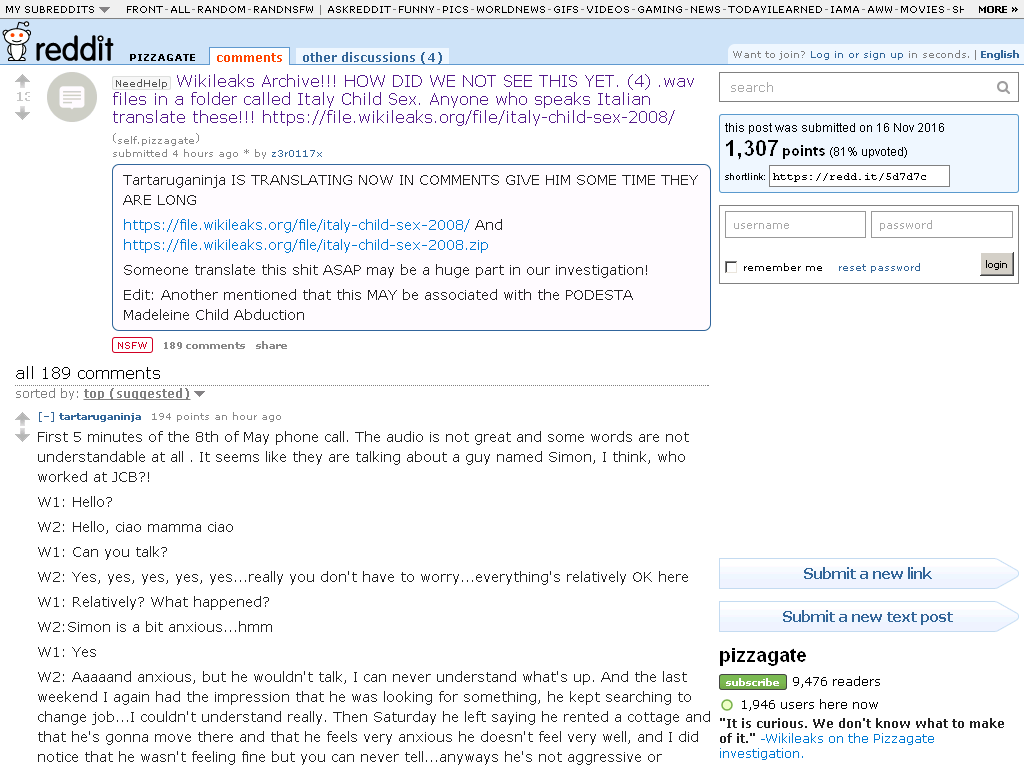 MY SUBREDDITS FRONT-ALL-RANDOM-RANDNSFW | ASKREDDIT-FUNNY-PICS-WORLDNEWS-GIFS-VIDEOS-GAMING-NEWS-TODAYILEARNED-IAMA-AWW-MOVIES-SH MORE »
reddit PIZZAGATE comments other discussions (4)
Want to join? Log in or sign up in seconds. | English
NeedHelp Wikileaks Archive!!! HOW DID WE NOT SEE THIS YET. (4) .wav
files in a folder called Italy Child Sex. Anyone who speaks Italian
translate these!!! https://file.wikileaks.org/file/italy-child-sex-2008/
(self.pizzagate)
submitted 4 hours ago * by z3r0117x
Tartaruganinja IS TRANSLATING NOW IN COMMENTS GIVE HIM SOME TIME THEY
ARE LONG
https://file.wikileaks.org/file/italy-child-sex-2008/ And
https://file.wikileaks.org/file/italy-child-sex-2008.zip
Someone translate this shit ASAP may be a huge part in our investigation!
Edit: Another mentioned that this MAY be associated with the PODESTA
Madeleine Child Abduction
NSFW 189 comments share
all 189 comments
sorted by: top (suggested)
[–] tartaruganinja 194 points an hour ago
First 5 minutes of the 8th of May phone call. The audio is not great and some words are not
understandable at all . It seems like they are talking about a guy named Simon, I think, who
worked at JCB?!
W1: Hello?
W2: Hello, ciao mamma ciao
W1: Can you talk?
W2: Yes, yes, yes, yes, yes...really you don't have to worry...everything's relatively OK here
W1: Relatively? What happened?
W2:Simon is a bit anxious...hmm
W1: Yes
W2: Aaaaand anxious, but he wouldn't talk, I can never understand what's up. And the last
weekend I again had the impression that he was looking for something, he kept searching to
change job...I couldn't understand really. Then Saturday he left saying he rented a cottage and
that he's gonna move there and that he feels very anxious he doesn't feel very well, and I did
notice that he wasn't feeling fine but you can never tell...anyways he's not aggressive or
search
this post was submitted on 16 Nov 2016
1,307 points (81% upvoted)
shortlink: https://redd.it/5d7d7c
username password
remember me reset password login
Submit a new link
Submit a new text post
pizzagate
subscribe 9,476 readers
1,946 users here now
"It is curious. We don't know what to make
of it." -Wikileaks on the Pizzagate
investigation.